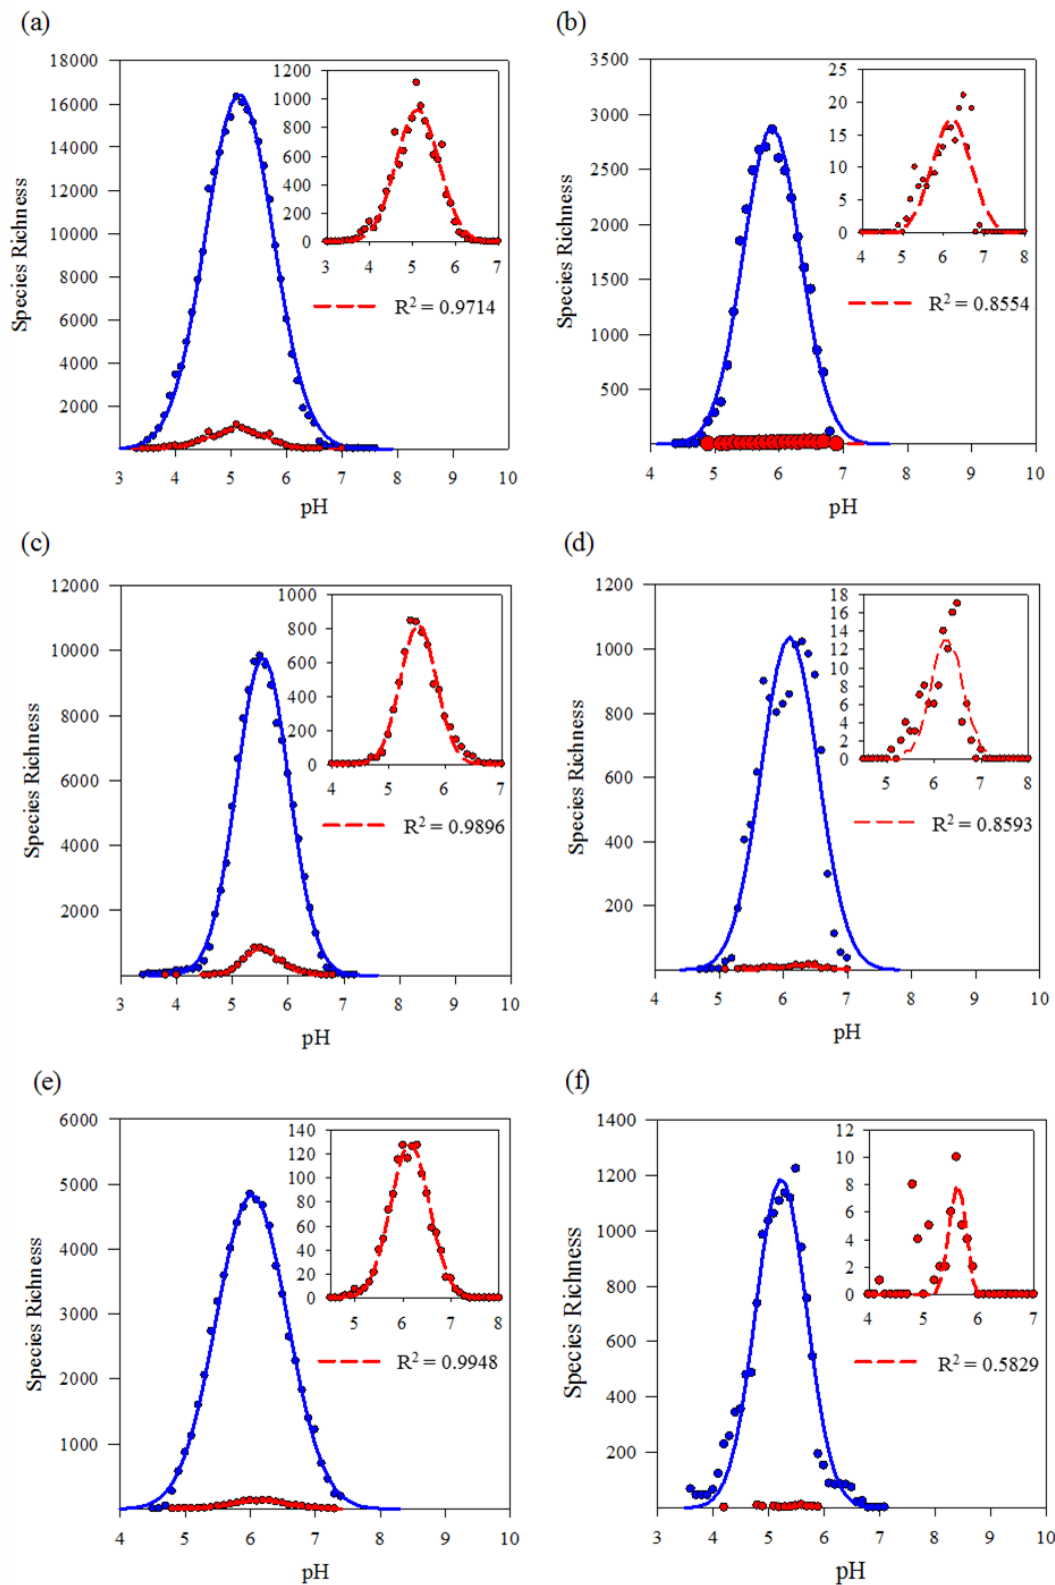 (a)
18000
16000
14000
12000
10000
8000
6000
4000
2000
Species Richness
3 4 5 6 7 8 9 10
pH
1200
1000
800
600
400
200
0
3 4 5 6 7
R² = 0.9714
(b)
3500
3000
2500
2000
1500
1000
500
Species Richness
4 5 6 7 8 9 10
pH
25
20
15
10
5
0
4 5 6 7 8
R² = 0.8554
(c)
12000
10000
8000
6000
4000
2000
Species Richness
3 4 5 6 7 8 9 10
pH
1000
800
600
400
200
0
4 5 6 7
R² = 0.9896
(d)
1200
1000
800
600
400
200
Species Richness
4 5 6 7 8 9 10
pH
18
16
14
12
10
8
6
4
2
0
5 6 7 8
R² = 0.8593
(e)
6000
5000
4000
3000
2000
1000
Species Richness
4 5 6 7 8 9 10
pH
140
120
100
80
60
40
20
0
5 6 7 8
R² = 0.9948
(f)
1400
1200
1000
800
600
400
200
Species Richness
3 4 5 6 7 8 9 10
pH
12
10
8
6
4
2
0
4 5 6 7
R² = 0.5829